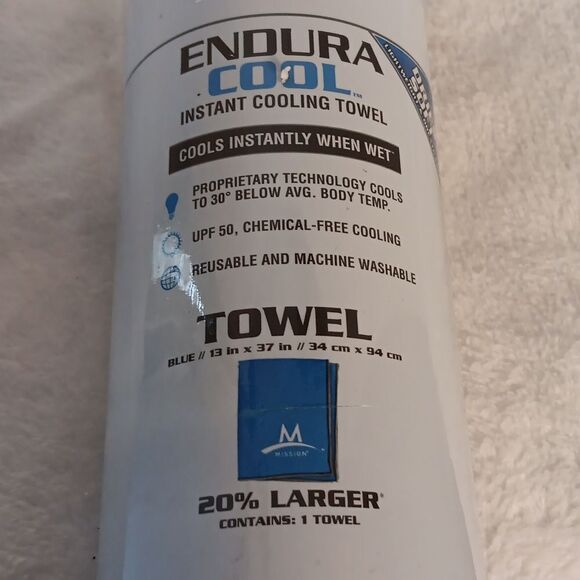 ENDURA
COOL™
INSTANT COOLING TOWEL
COOLS INSTANTLY WHEN WET*
PROPRIETARY TECHNOLOGY COOLS
TO 30° BELOW AVG. BODY TEMP.
UPF 50, CHEMICAL-FREE COOLING
REUSABLE AND MACHINE WASHABLE
TOWEL
BLUE // 13 in x 37 in // 34 cm x 94 cm
M
MISSION®
20% LARGER*
CONTAINS: 1 TOWEL